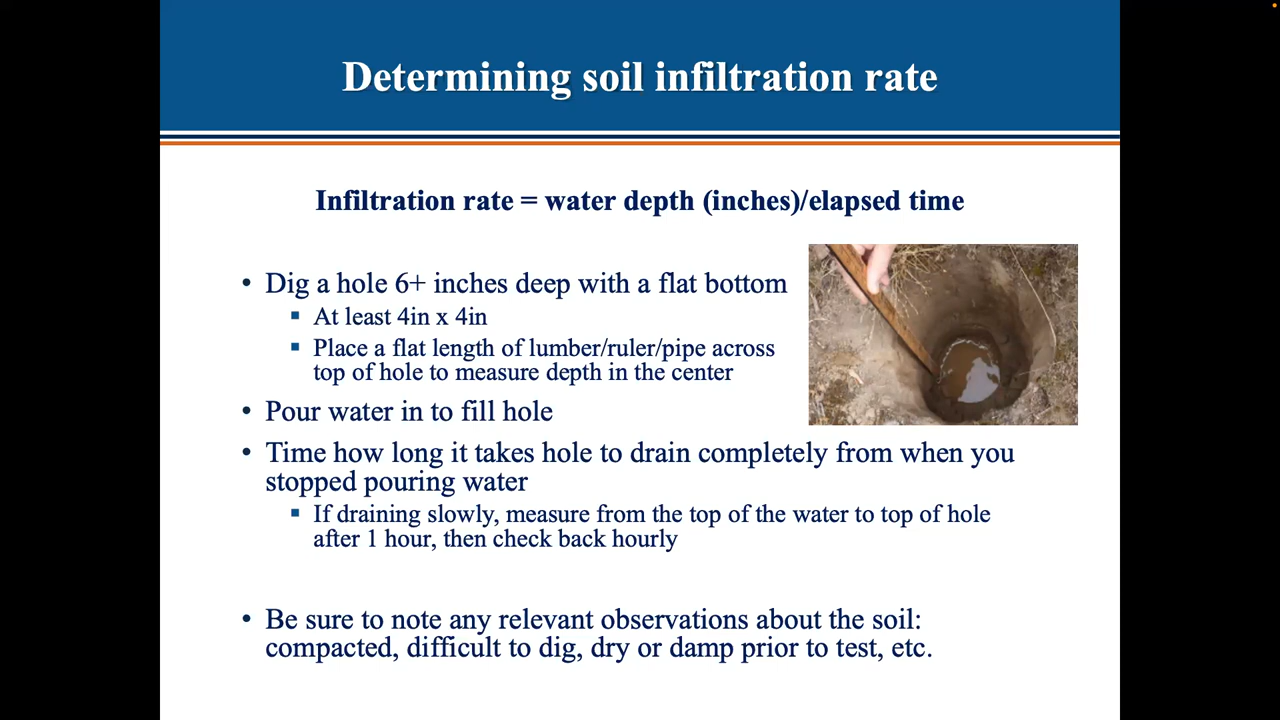 Determining soil infiltration rate
Infiltration rate = water depth (inches)/elapsed time
• Dig a hole 6+ inches deep with a flat bottom
▪ At least 4in x 4in
▪ Place a flat length of lumber/ruler/pipe across
top of hole to measure depth in the center
• Pour water in to fill hole
• Time how long it takes hole to drain completely from when you
stopped pouring water
▪ If draining slowly, measure from the top of the water to top of hole
after 1 hour, then check back hourly
• Be sure to note any relevant observations about the soil:
compacted, difficult to dig, dry or damp prior to test, etc.